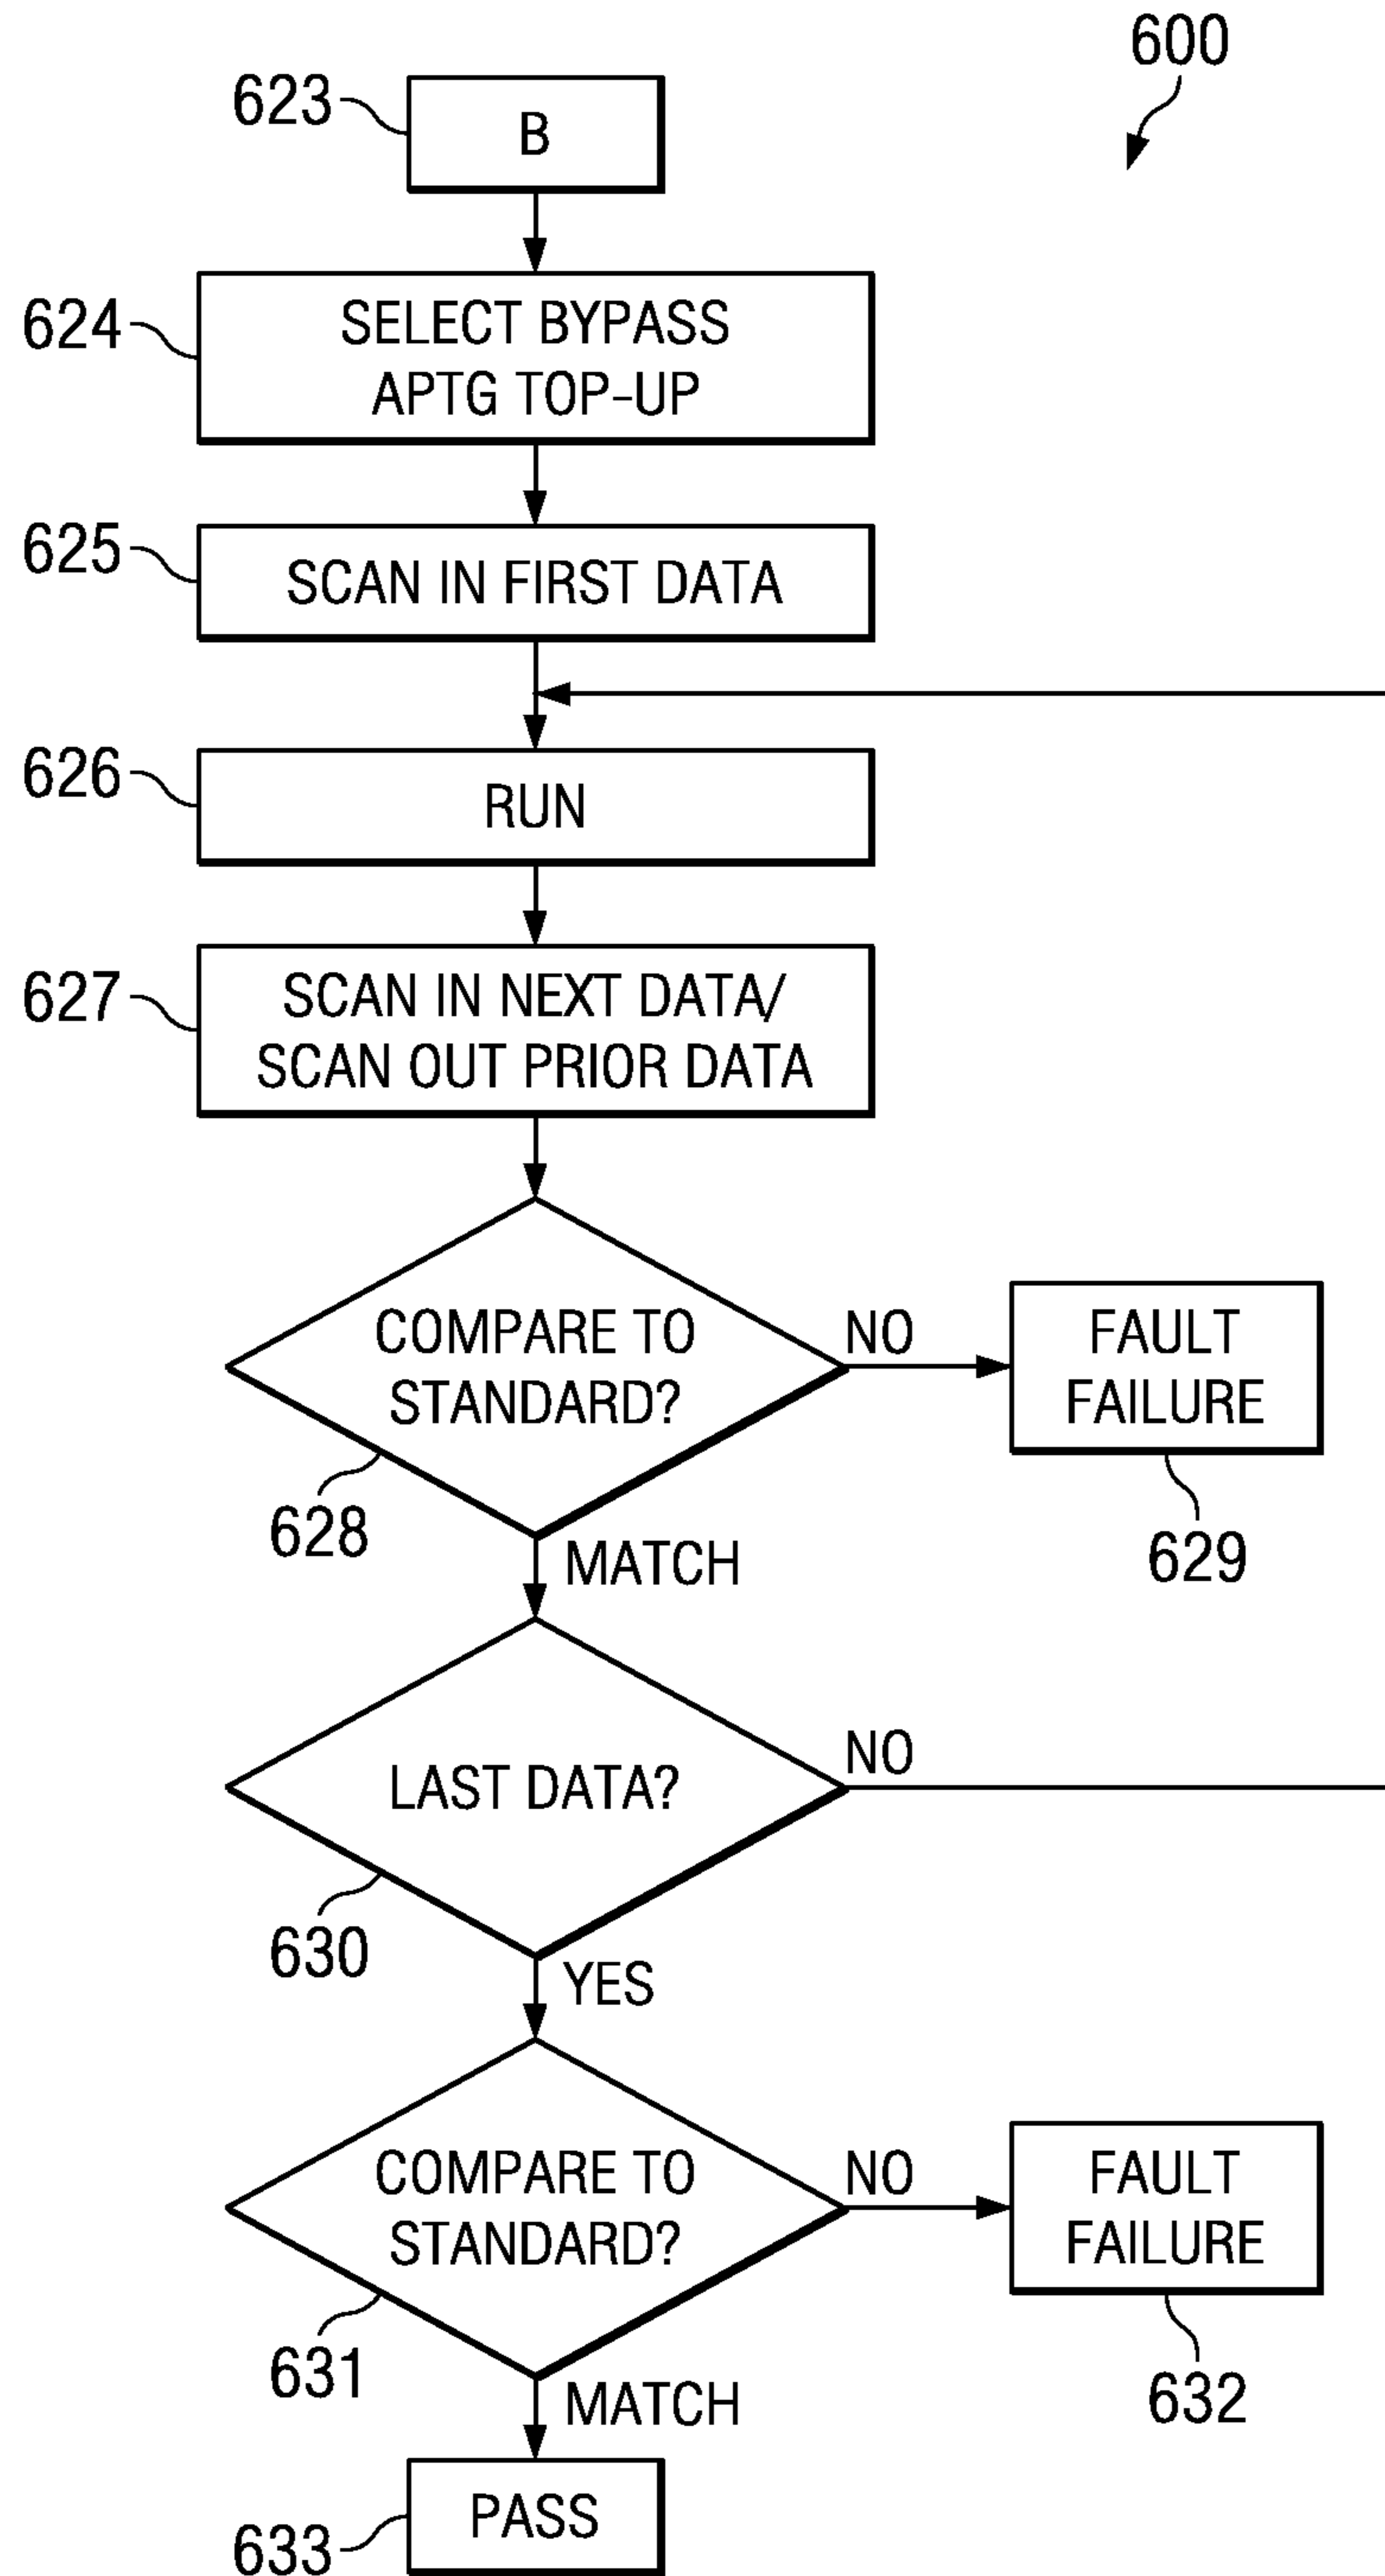 600
623
B
624
SELECT BYPASS
APTG TOP-UP
625
SCAN IN FIRST DATA
626
RUN
627
SCAN IN NEXT DATA/
SCAN OUT PRIOR DATA
COMPARE TO
STANDARD?
NO
FAULT
FAILURE
628
629
MATCH
LAST DATA?
NO
630
YES
COMPARE TO
STANDARD?
NO
FAULT
FAILURE
631
632
MATCH
PASS
633